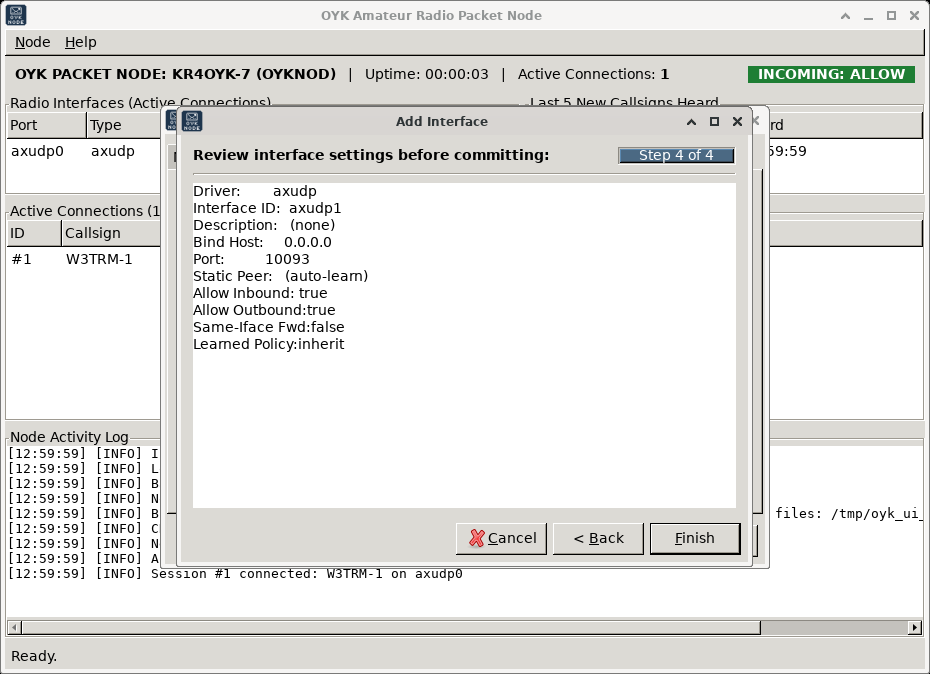 OYK Amateur Radio Packet Node
Node Help
OYK PACKET NODE: KR4OYK-7 (OYKNOD) | Uptime: 00:00:03 | Active Connections: 1 INCOMING: ALLOW
Radio Interfaces (Active Connections) Last 5 New Callsigns Heard
Port Type
axudp0 axudp
Active Connections (1
ID Callsign
#1 W3TRM-1
Add Interface
Review interface settings before committing: Step 4 of 4
Driver: axudp
Interface ID: axudp1
Description: (none)
Bind Host: 0.0.0.0
Port: 10093
Static Peer: (auto-learn)
Allow Inbound: true
Allow Outbound:true
Same-Iface Fwd:false
Learned Policy:inherit
Cancel < Back Finish
Node Activity Log
[12:59:59] [INFO] I
[12:59:59] [INFO] L
[12:59:59] [INFO] B
[12:59:59] [INFO] N
[12:59:59] [INFO] B files: /tmp/oyk_ui_
[12:59:59] [INFO] C
[12:59:59] [INFO] N
[12:59:59] [INFO] A
[12:59:59] [INFO] Session #1 connected: W3TRM-1 on axudp0
Ready.